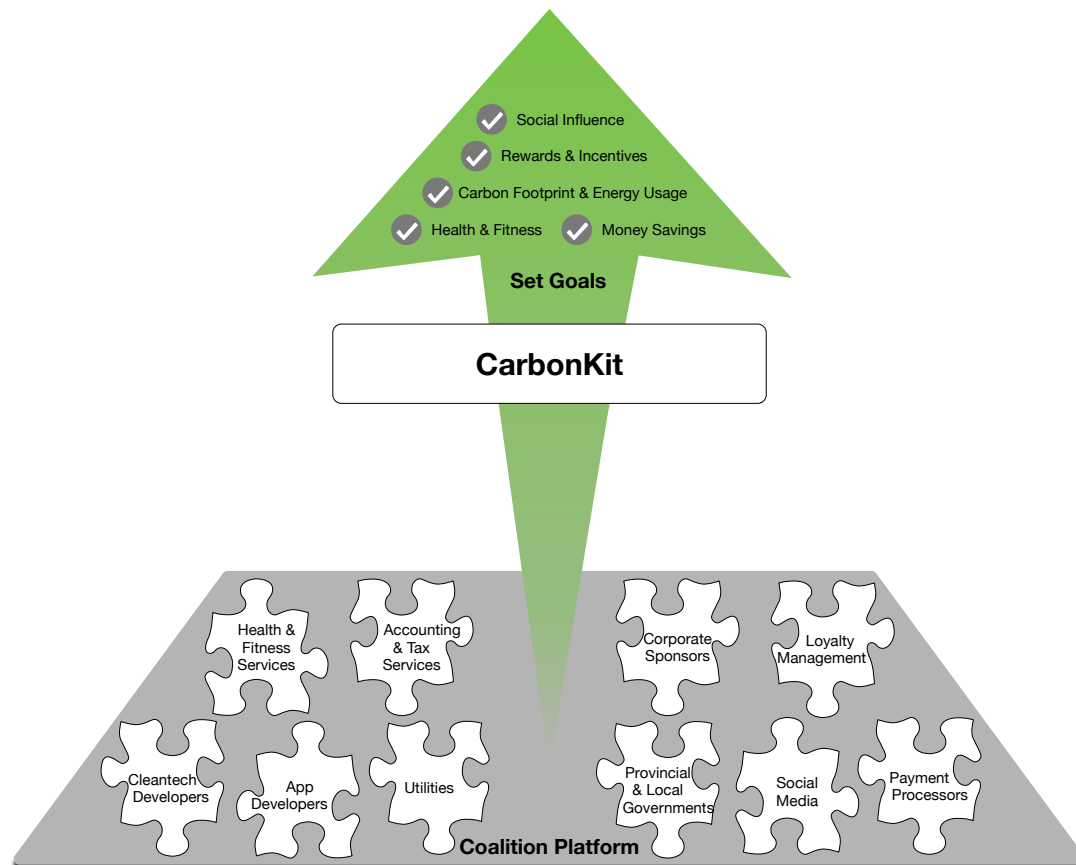 Social Influence
Rewards & Incentives
Carbon Footprint & Energy Usage
Health & Fitness
Money Savings
Set Goals
CarbonKit
Health &
Fitness
Services
Accounting
& Tax
Services
Corporate
Sponsors
Loyalty
Management
Cleantech
Developers
App
Developers
Utilities
Provincial
& Local
Governments
Social
Media
Payment
Processors
Coalition Platform